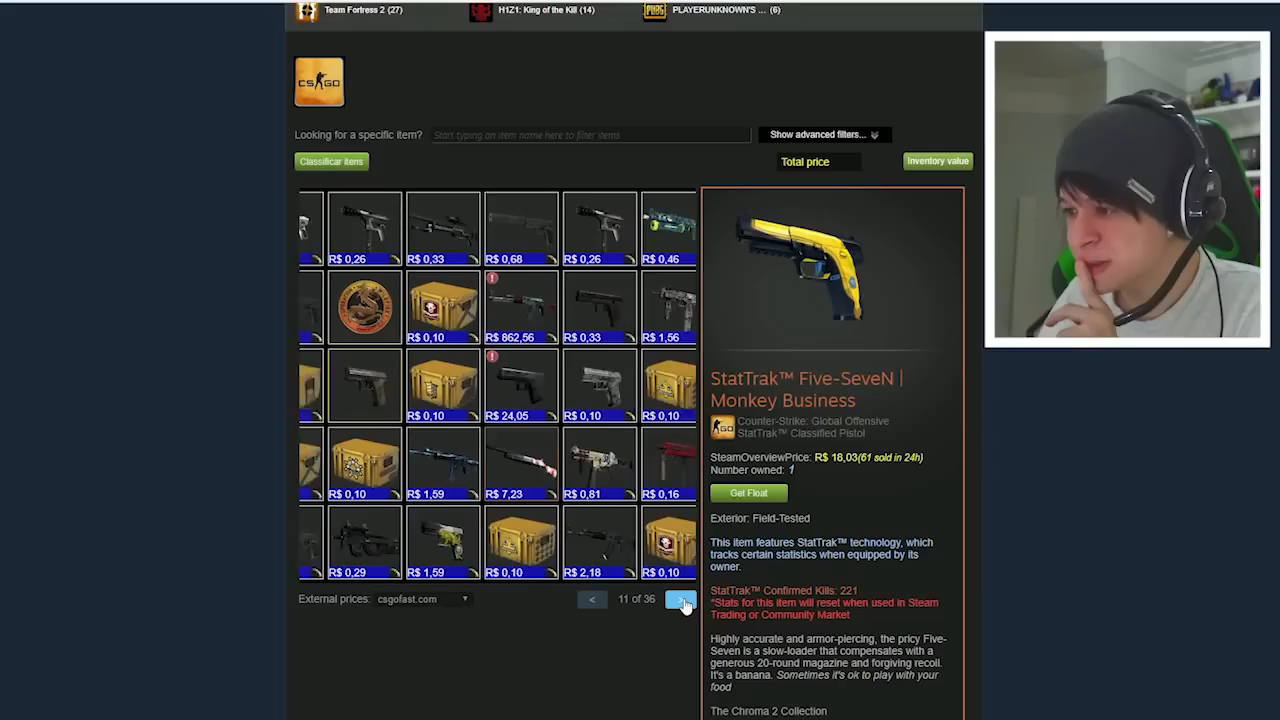 Team Fortress 2 (27)
H1Z1: King of the Kill (14)
PUBG
PLAYERUNKNOWN'S ... (6)
CS GO
Looking for a specific item?
Start typing an item name here to filter items
Show advanced filters...
Classificar itens
Total price
Inventory value
R$ 0,26
R$ 0,33
R$ 0,68
R$ 0,26
R$ 0,46
R$ 0,10
R$ 862,56
R$ 0,33
R$ 1,56
R$ 0,10
R$ 24,05
R$ 0,10
R$ 0,10
R$ 0,10
R$ 1,59
R$ 7,23
R$ 0,81
R$ 0,16
R$ 0,29
R$ 1,59
R$ 0,10
R$ 2,18
R$ 0,10
External prices: csgofast.com
<
11 of 36
StatTrak™ Five-SeveN |
Monkey Business
GO
Counter-Strike: Global Offensive
StatTrak™ Classified Pistol
SteamOverviewPrice: R$ 18,03(61 sold in 24h)
Number owned: 1
Get Float
Exterior: Field-Tested
This item features StatTrak™ technology, which
tracks certain statistics when equipped by its
owner.
StatTrak™ Confirmed Kills: 221
*Stats for this item will reset when used in Steam
Trading or Community Market
Highly accurate and armor-piercing, the pricy Five-
Seven is a slow-loader that compensates with a
generous 20-round magazine and forgiving recoil.
It's a banana. Sometimes it's ok to play with your
food
The Chroma 2 Collection